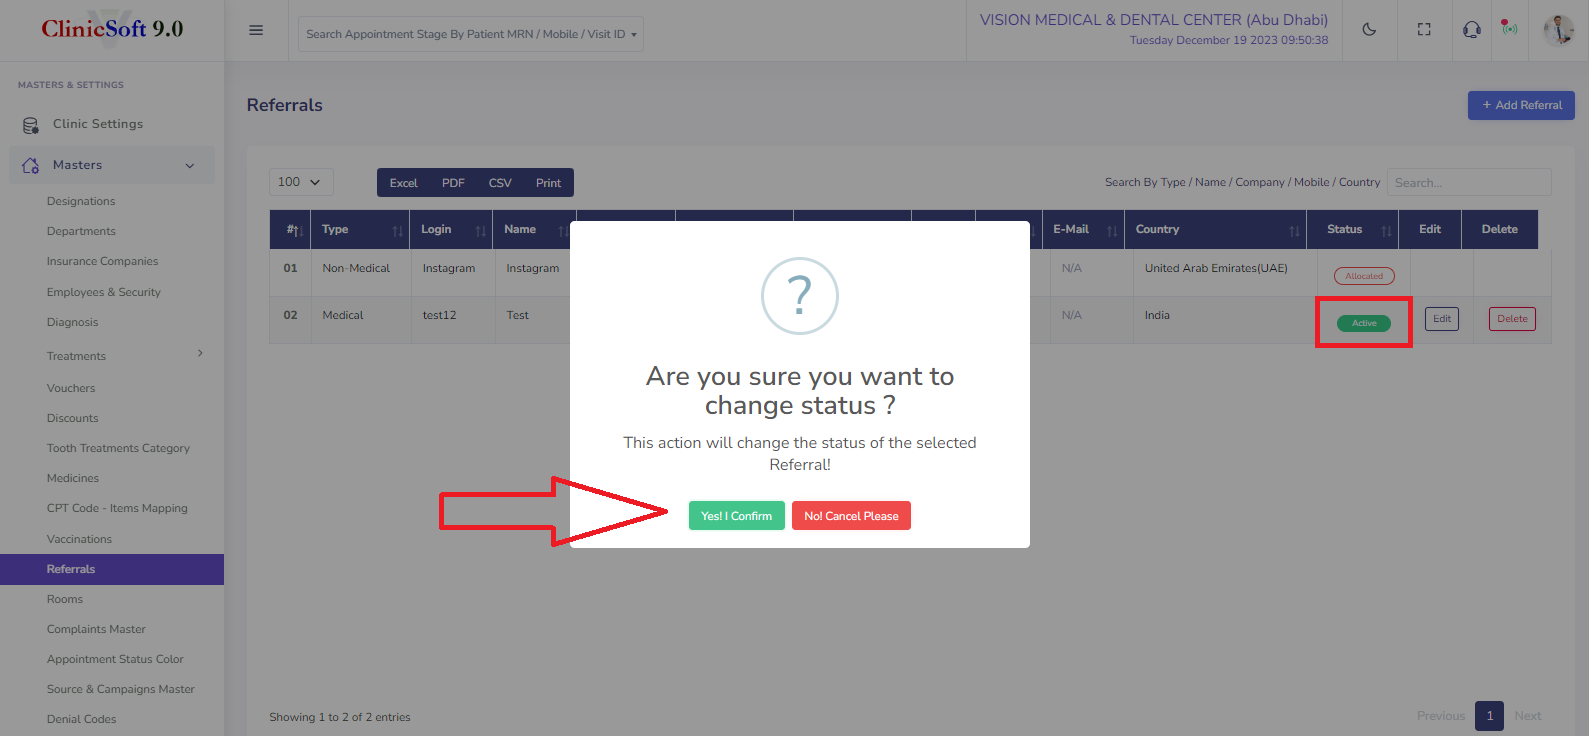 ClinicSoft 9.0
Search Appointment Stage By Patient MRN / Mobile / Visit ID
VISION MEDICAL & DENTAL CENTER (Abu Dhabi)
Tuesday December 19 2023 09:50:38
MASTERS & SETTINGS
Clinic Settings
Masters
Designations
Departments
Insurance Companies
Employees & Security
Diagnosis
Treatments
Vouchers
Discounts
Tooth Treatments Category
Medicines
CPT Code - Items Mapping
Vaccinations
Referrals
Rooms
Complaints Master
Appointment Status Color
Source & Campaigns Master
Denial Codes
Referrals
+ Add Referral
100
Excel PDF CSV Print
Search By Type / Name / Company / Mobile / Country Search...
# Type Login Name E-Mail Country Status Edit Delete
01 Non-Medical Instagram Instagram N/A United Arab Emirates(UAE) Allocated
02 Medical test12 Test N/A India Active Edit Delete
?
Are you sure you want to
change status ?
This action will change the status of the selected
Referral!
Yes! I Confirm No! Cancel Please
Showing 1 to 2 of 2 entries
Previous 1 Next